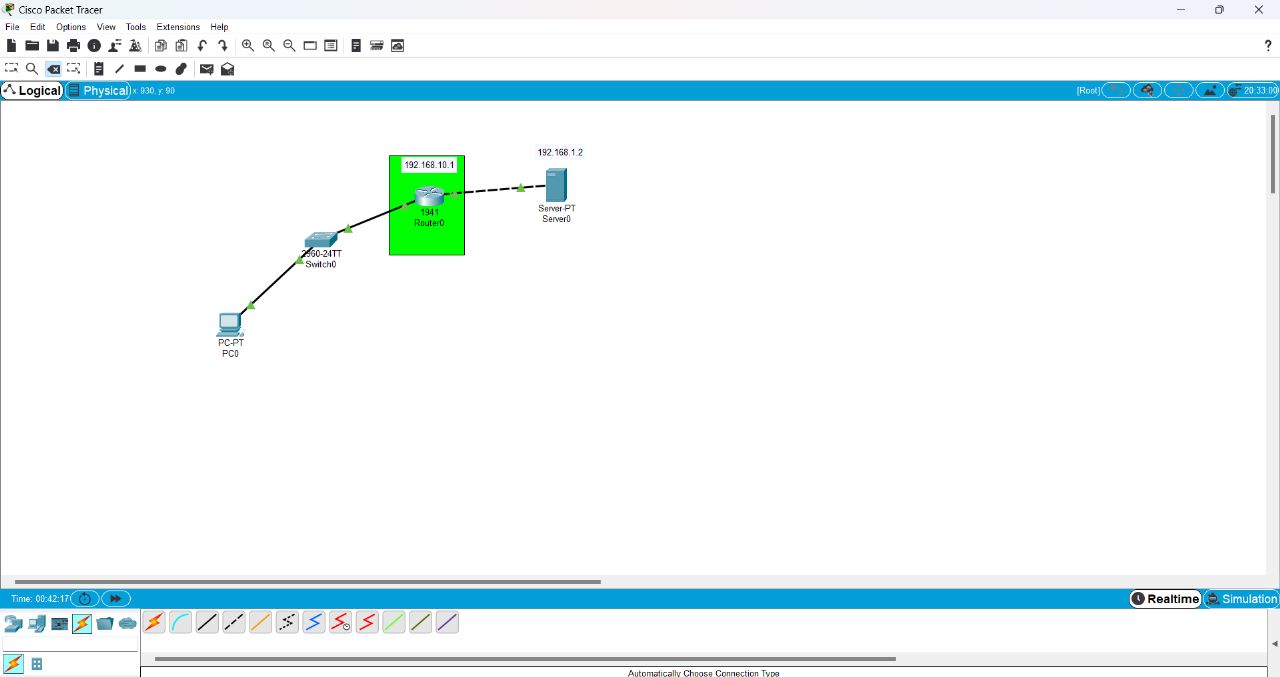 Cisco Packet Tracer
File Edit Options View Tools Extensions Help
?
Logical Physical x: 930, y: 90 [Root] 20:33:00
192.168.1.2
192.168.10.1
Server-PT
Server0
1941
Router0
2960-24TT
Switch0
PC-PT
PC0
Time: 00:42:17 Realtime Simulation
Automatically Choose Connection Type